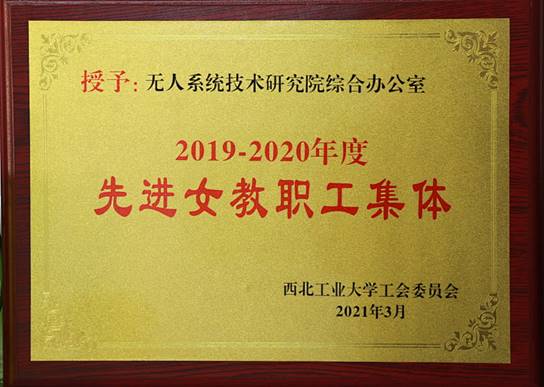 授予：无人系统技术研究院综合办公室
2019-2020年度
先进女教职工集体
西北工业大学工会委员会
2021年3月